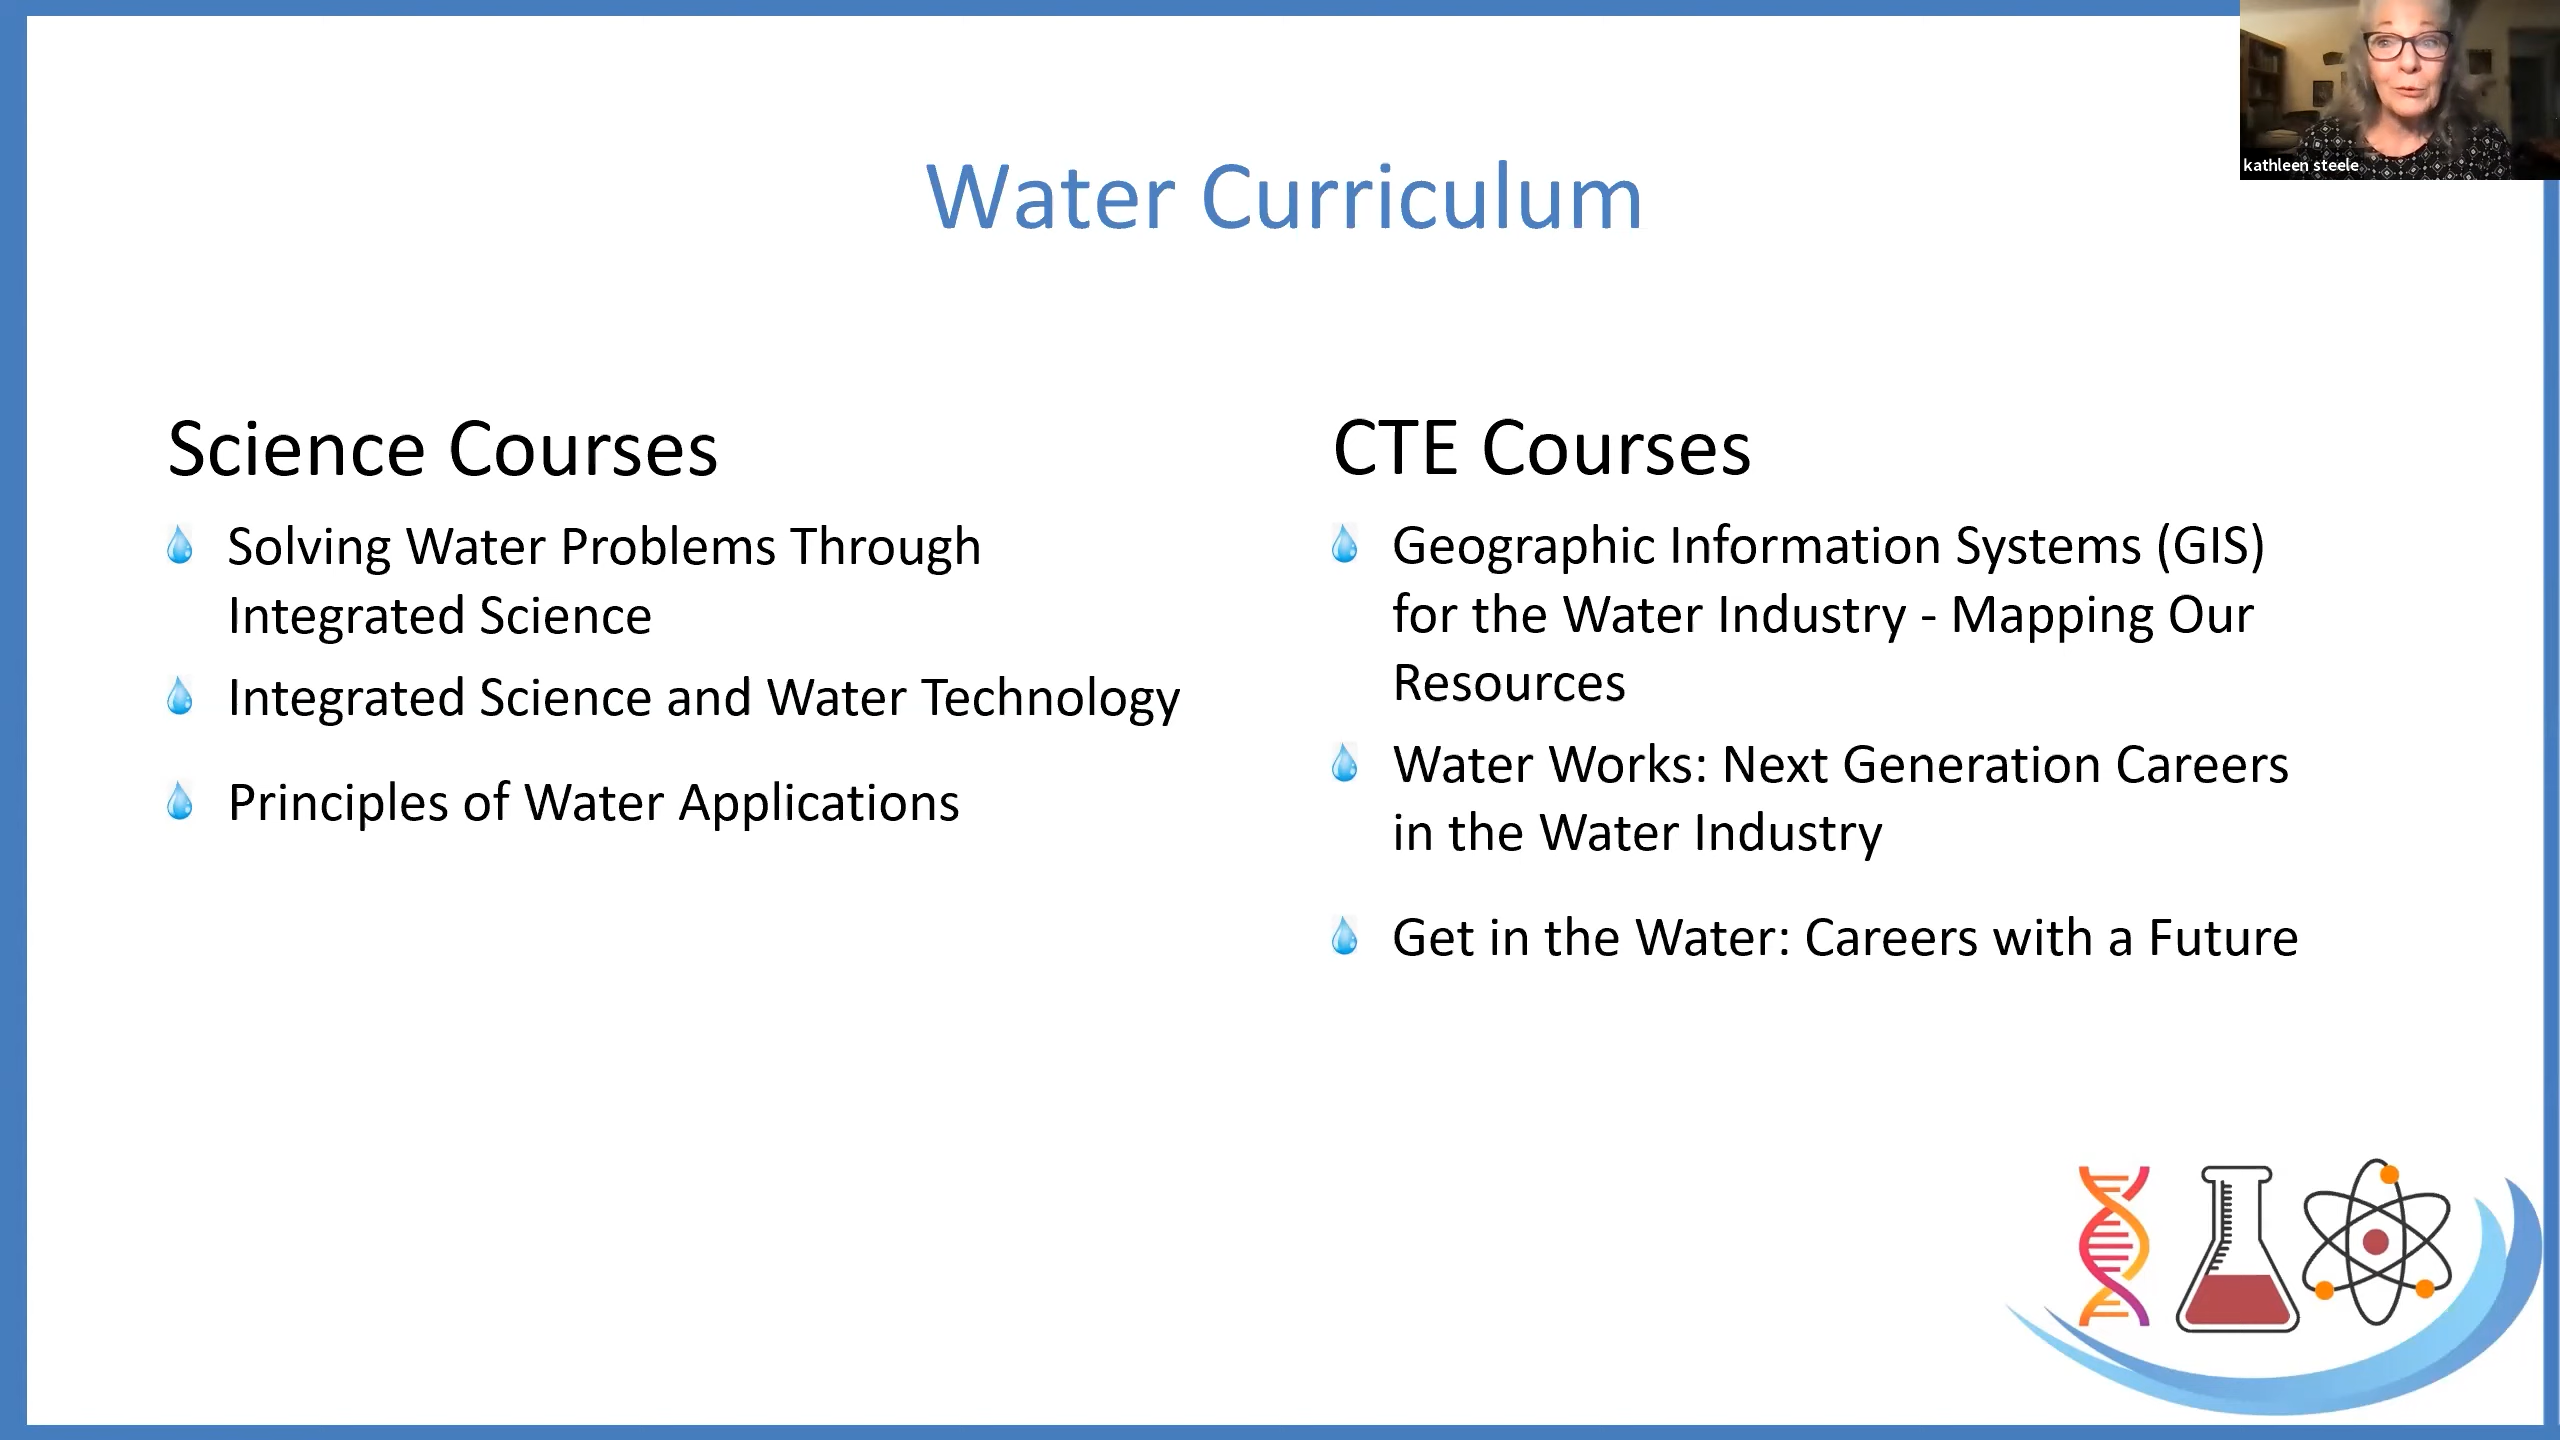 kathleen steele
Water Curriculum
Science Courses
Solving Water Problems Through
Integrated Science
Integrated Science and Water Technology
Principles of Water Applications
CTE Courses
Geographic Information Systems (GIS)
for the Water Industry - Mapping Our
Resources
Water Works: Next Generation Careers
in the Water Industry
Get in the Water: Careers with a Future